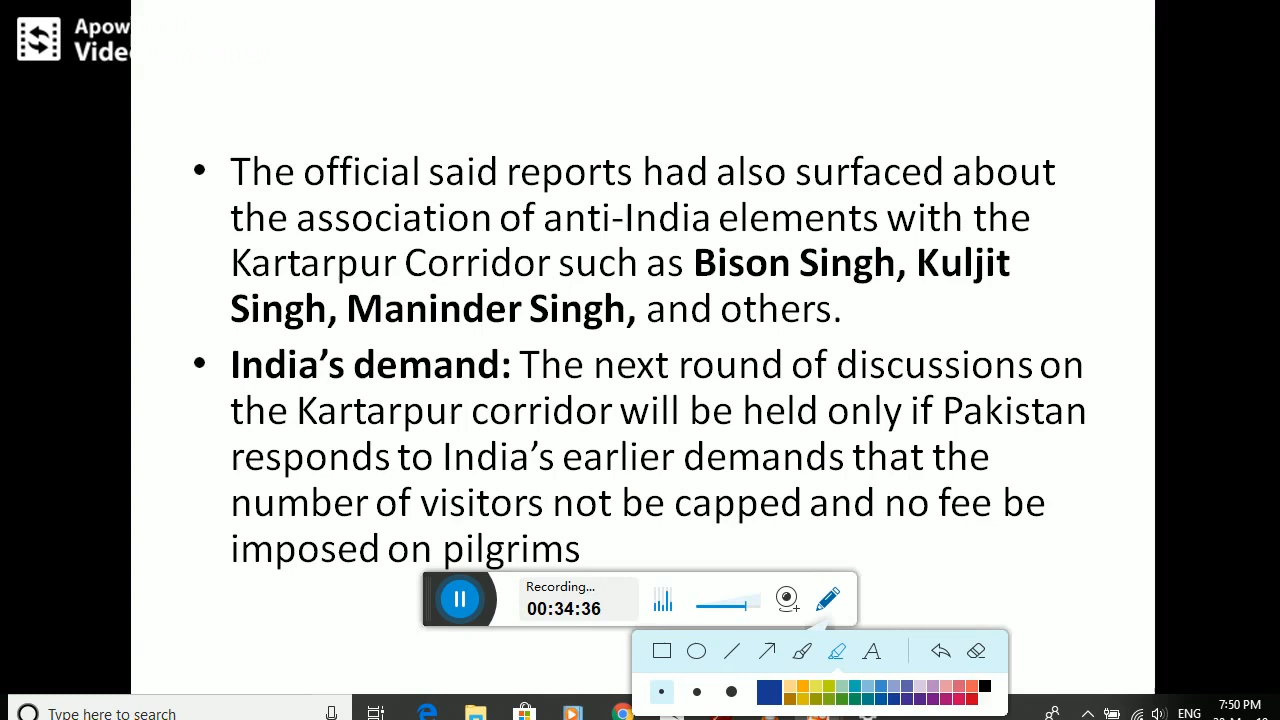 Apow
Vide
• The official said reports had also surfaced about
the association of anti-India elements with the
Kartarpur Corridor such as Bison Singh, Kuljit
Singh, Maninder Singh, and others.
• India's demand: The next round of discussions on
the Kartarpur corridor will be held only if Pakistan
responds to India's earlier demands that the
number of visitors not be capped and no fee be
imposed on pilgrims
Recording...
00:34:36
A
Type here to search
ENG
7:50 PM